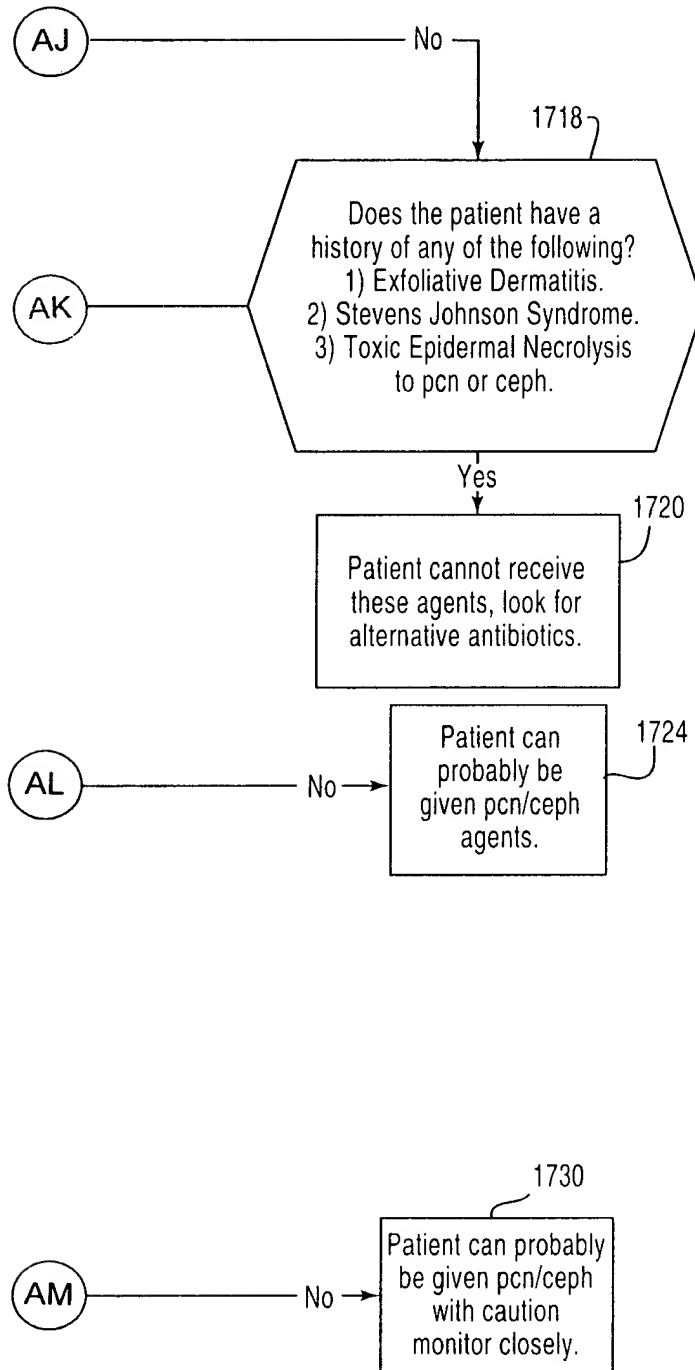 AJ
No
1718
Does the patient have a
history of any of the following?
1) Exfoliative Dermatitis.
2) Stevens Johnson Syndrome.
3) Toxic Epidermal Necrolysis
to pcn or ceph.
AK
Yes
1720
Patient cannot receive
these agents, look for
alternative antibiotics.
1724
Patient can
probably be
given pcn/ceph
agents.
AL
No
1730
Patient can probably
be given pcn/ceph
with caution
monitor closely.
AM
No